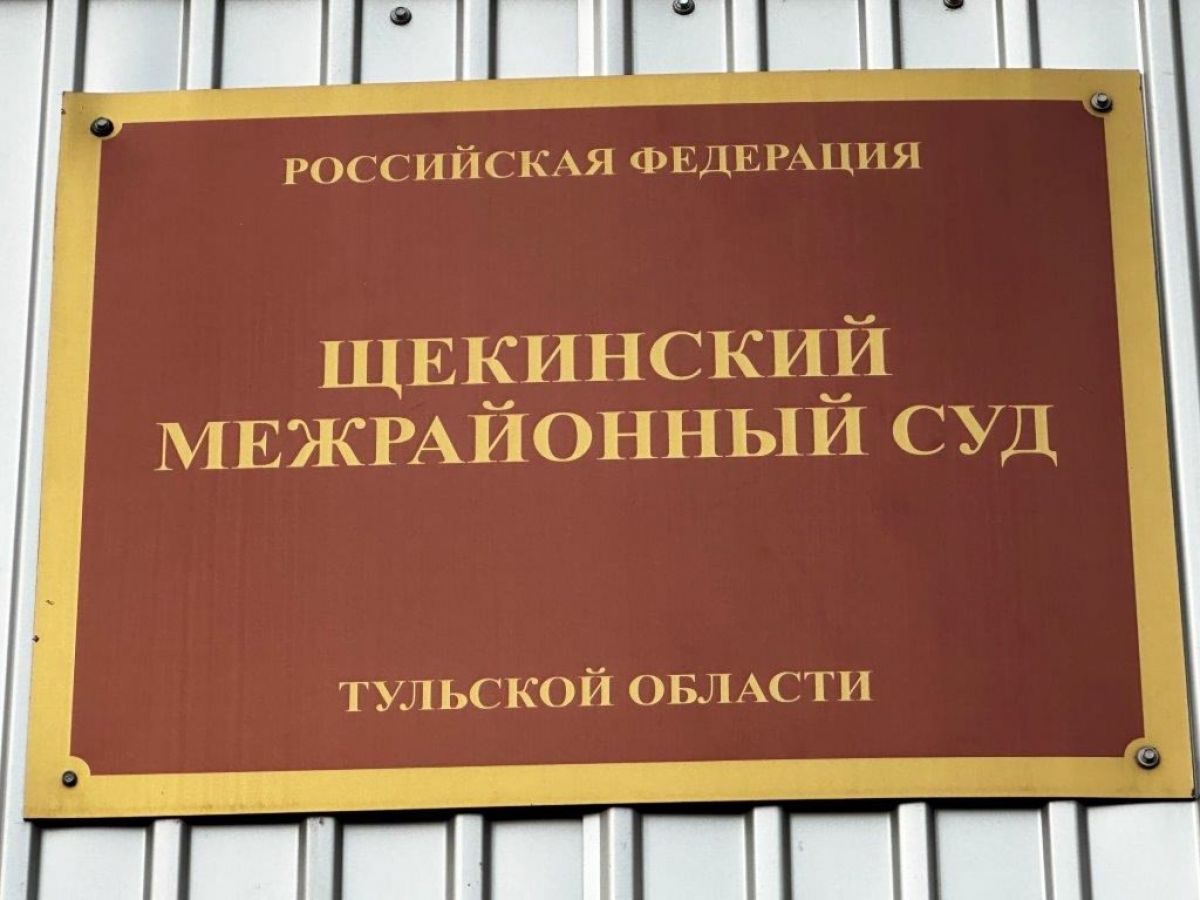 РОССИЙСКАЯ ФЕДЕРАЦИЯ
ЩЕКИНСКИЙ
МЕЖРАЙОННЫЙ СУД
ТУЛЬСКОЙ ОБЛАСТИ